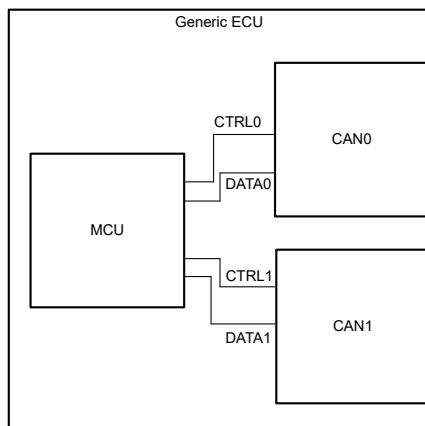 Generic ECU
CTRL0
CAN0
DATA0
MCU
CTRL1
CAN1
DATA1